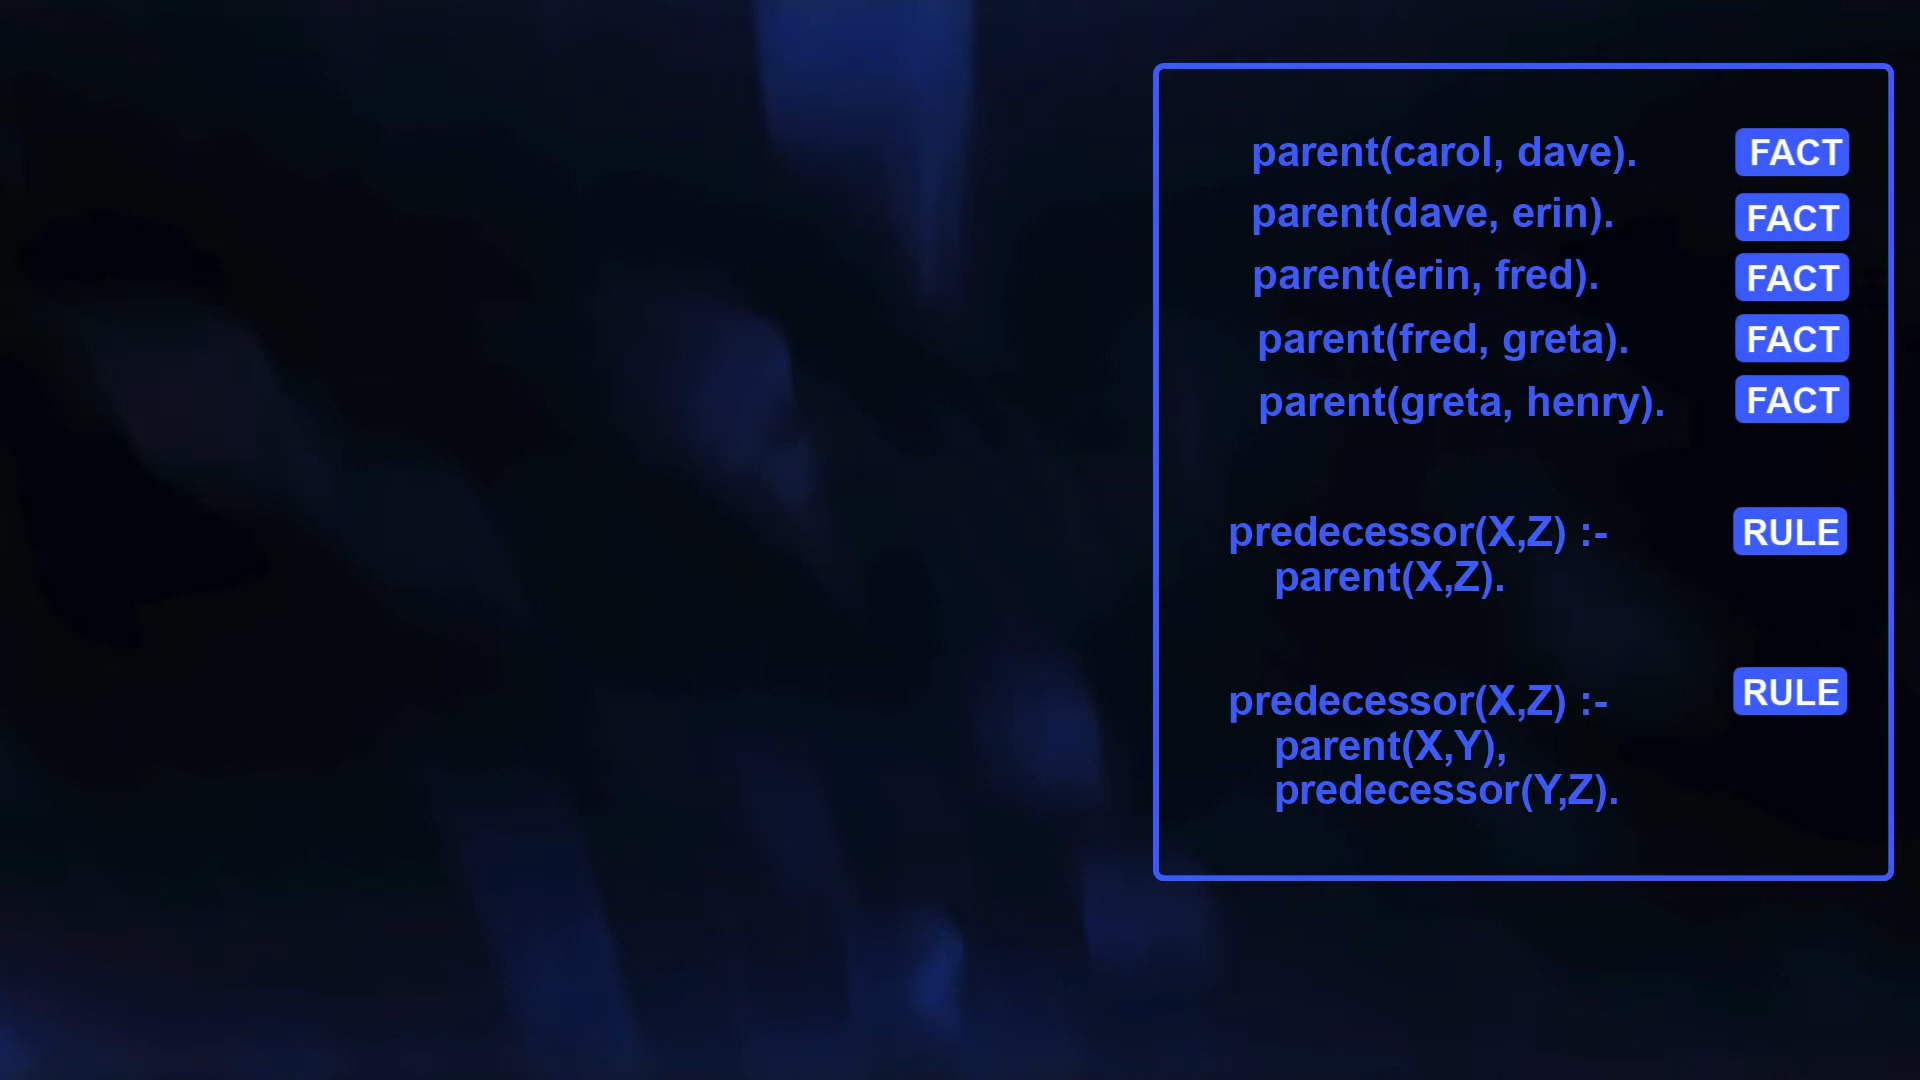 parent(carol, dave). FACT
parent(dave, erin). FACT
parent(erin, fred). FACT
parent(fred, greta). FACT
parent(greta, henry). FACT
predecessor(X,Z) :- RULE
parent(X,Z).
predecessor(X,Z) :- RULE
parent(X,Y),
predecessor(Y,Z).